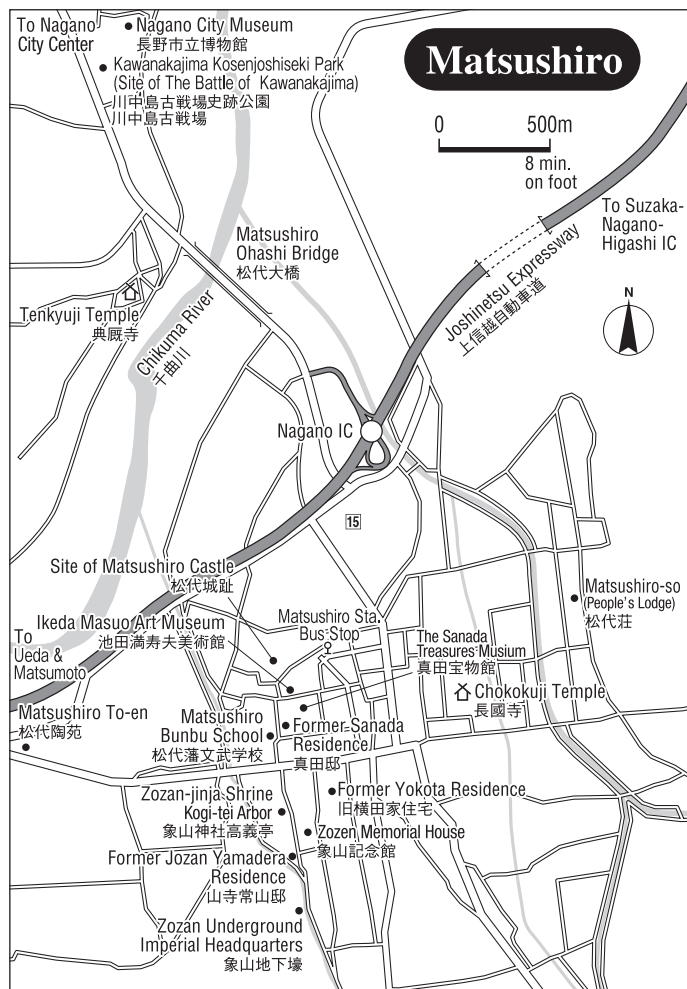 To Nagano
City Center
Nagano City Museum
長野市立博物館
Kawanakajima Kosenjoshiseki Park
(Site of The Battle of Kawanakajima)
川中島古戦場史跡公園
川中島古戦場
Matsushiro
0 500m
8 min.
on foot
To Suzaka-
Nagano-
Higashi IC
Joshinetsu Expressway
上信越自動車道
N
Matsushiro
Ohashi Bridge
松代大橋
Tenkyuji Temple
典厩寺
Chikuma River
千曲川
Nagano IC
15
Site of Matsushiro Castle
松代城趾
Ikeda Masuo Art Museum
池田満寿夫美術館
Matsushiro Sta.
Bus Stop
The Sanada
Treasures Musium
真田宝物館
Matsushiro-so
(People's Lodge)
松代荘
To
Ueda &
Matsumoto
Chokokuji Temple
長國寺
Matsushiro To-en
松代陶苑
Matsushiro
Bunbu School
松代藩文武学校
Former Sanada
Residence
真田邸
Former Yokota Residence
旧横田家住宅
Zozan-jinja Shrine
Kogi-tei Arbor
象山神社高義亭
Zozen Memorial House
象山記念館
Former Jozan Yamadera
Residence
山寺常山邸
Zozan Underground
Imperial Headquarters
象山地下壕